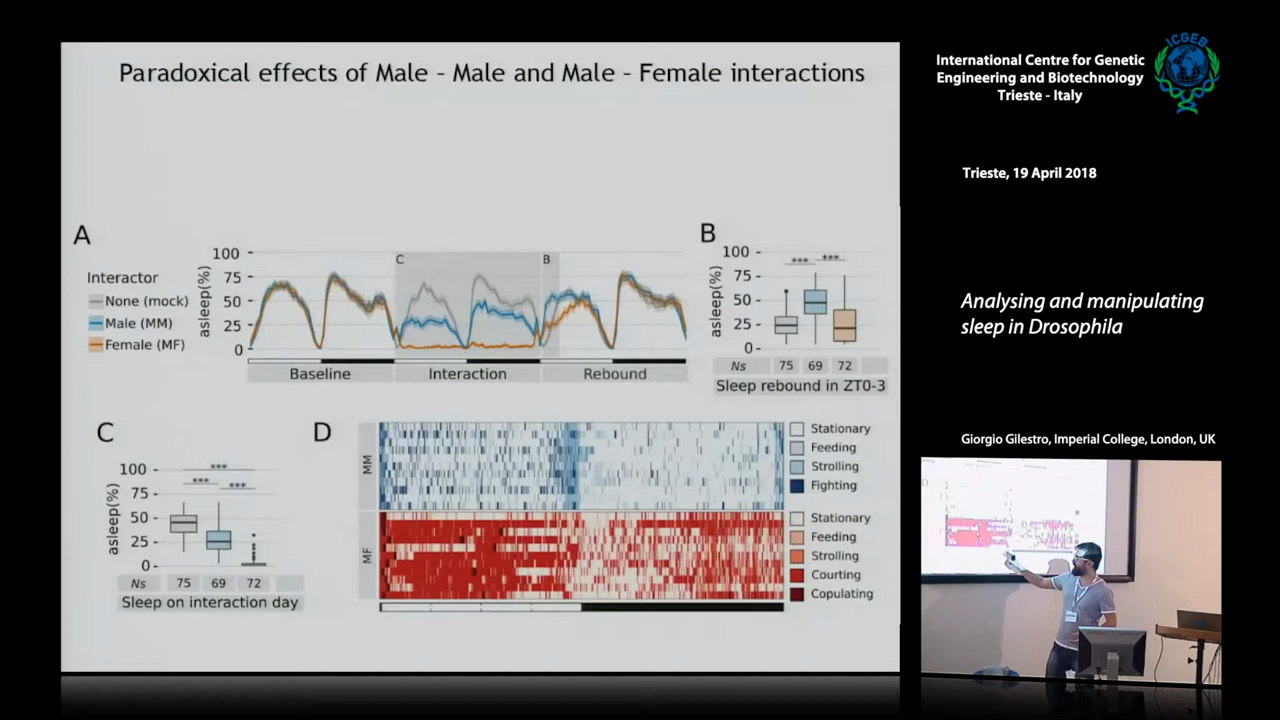 Paradoxical effects of Male – Male and Male – Female interactions
A
Interactor
None (mock)
Male (MM)
Female (MF)
asleep(%)
100
75
50
25
0
C
B
Baseline
Interaction
Rebound
B
asleep(%)
100
75
50
25
0
*** ***
Ns 75 69 72
Sleep rebound in ZT0-3
C
asleep(%)
100
75
50
25
0
***
*** ***
Ns 75 69 72
Sleep on interaction day
D
MM
MF
Stationary
Feeding
Strolling
Fighting
Stationary
Feeding
Strolling
Courting
Copulating
International Centre for Genetic
Engineering and Biotechnology
Trieste - Italy
ICGEB
Trieste, 19 April 2018
Analysing and manipulating
sleep in Drosophila
Giorgio Gilestro, Imperial College, London, UK